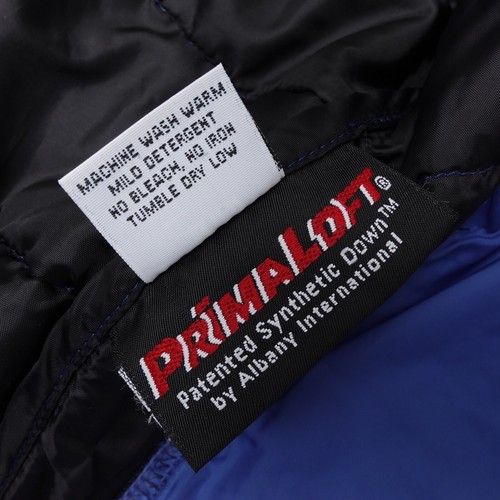 MACHINE WASH WARM
MILD DETERGENT
NO BLEACH, NO IRON
TUMBLE DRY LOW
PRIMALOFT®
Patented Synthetic Down™
by Albany International